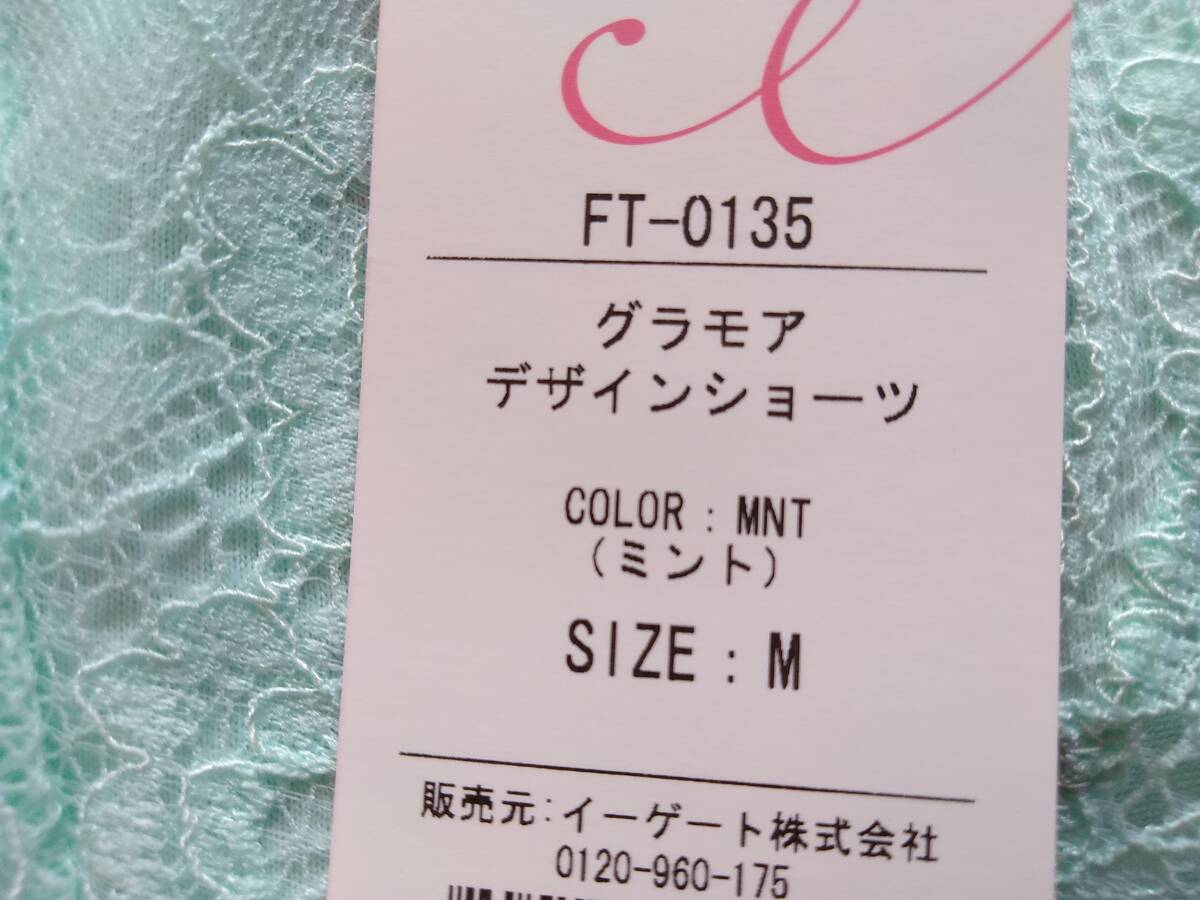 FT-0135
グラモア
デザインショーツ
COLOR : MNT
(ミント)
SIZE : M
販売元:イーゲート株式会社
0120-960-175